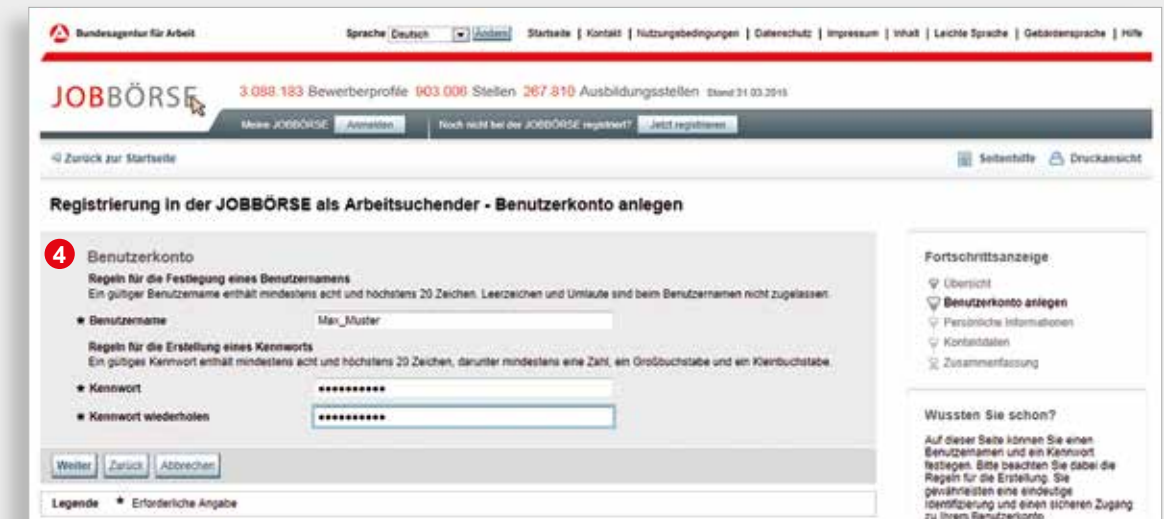 Bundesagentur für Arbeit
Sprache Deutsch Ändern Startseite | Kontakt | Nutzungsbedingungen | Datenschutz | Impressum | Inhalt | Leichte Sprache | Gebärdensprache | Hilfe
JOBBÖRSE
3.088.183 Bewerberprofile 903.006 Stellen 267.810 Ausbildungsstellen Stand 31.03.2015
Meine JOBBÖRSE Anmelden Noch nicht bei der JOBBÖRSE registriert? Jetzt registrieren
Zurück zur Startseite
Seitenhilfe Druckansicht
Registrierung in der JOBBÖRSE als Arbeitsuchender - Benutzerkonto anlegen
4 Benutzerkonto
Regeln für die Festlegung eines Benutzernamens
Ein gültiger Benutzername enthält mindestens acht und höchstens 20 Zeichen. Leerzeichen und Umlaute sind beim Benutzernamen nicht zugelassen.
* Benutzername Max_Muster
Regeln für die Erstellung eines Kennworts
Ein gültiges Kennwort enthält mindestens acht und höchstens 20 Zeichen, darunter mindestens eine Zahl, ein Großbuchstabe und ein Kleinbuchstabe.
* Kennwort ••••••••••
* Kennwort wiederholen ••••••••••
Weiter Zurück Abbrechen
Legende * Erforderliche Angabe
Fortschrittsanzeige
Übersicht
Benutzerkonto anlegen
Persönliche Informationen
Kontaktdaten
Zusammenfassung
Wussten Sie schon?
Auf dieser Seite können Sie einen
Benutzernamen und ein Kennwort
festlegen. Bitte beachten Sie dabei die
Regeln für die Erstellung. Sie
gewährleisten eine eindeutige
Identifizierung und einen sicheren Zugang
zu Ihrem Benutzerkonto.